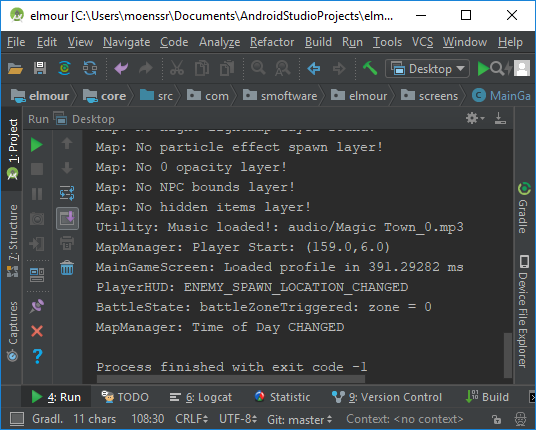 elmour [C:\Users\moenssr\Documents\AndroidStudioProjects\elm...
File Edit View Navigate Code Analyze Refactor Build Run Tools VCS Window Help
Desktop
elmour core src com smoftware elmour screens MainGa
Run Desktop
1: Project
7: Structure
Captures
Map: No particle effect spawn layer!
Map: No 0 opacity layer!
Map: No NPC bounds layer!
Map: No hidden items layer!
Utility: Music loaded!: audio/Magic Town_0.mp3
MapManager: Player Start: (159.0,6.0)
MainGameScreen: Loaded profile in 391.29282 ms
PlayerHUD: ENEMY_SPAWN_LOCATION_CHANGED
BattleState: battleZoneTriggered: zone = 0
MapManager: Time of Day CHANGED
Process finished with exit code -1
Gradle
Device File Explorer
4: Run TODO 6: Logcat Statistic 9: Version Control Build
Gradl. 11 chars 108:30 CRLF UTF-8 Git: master Context: <no context>